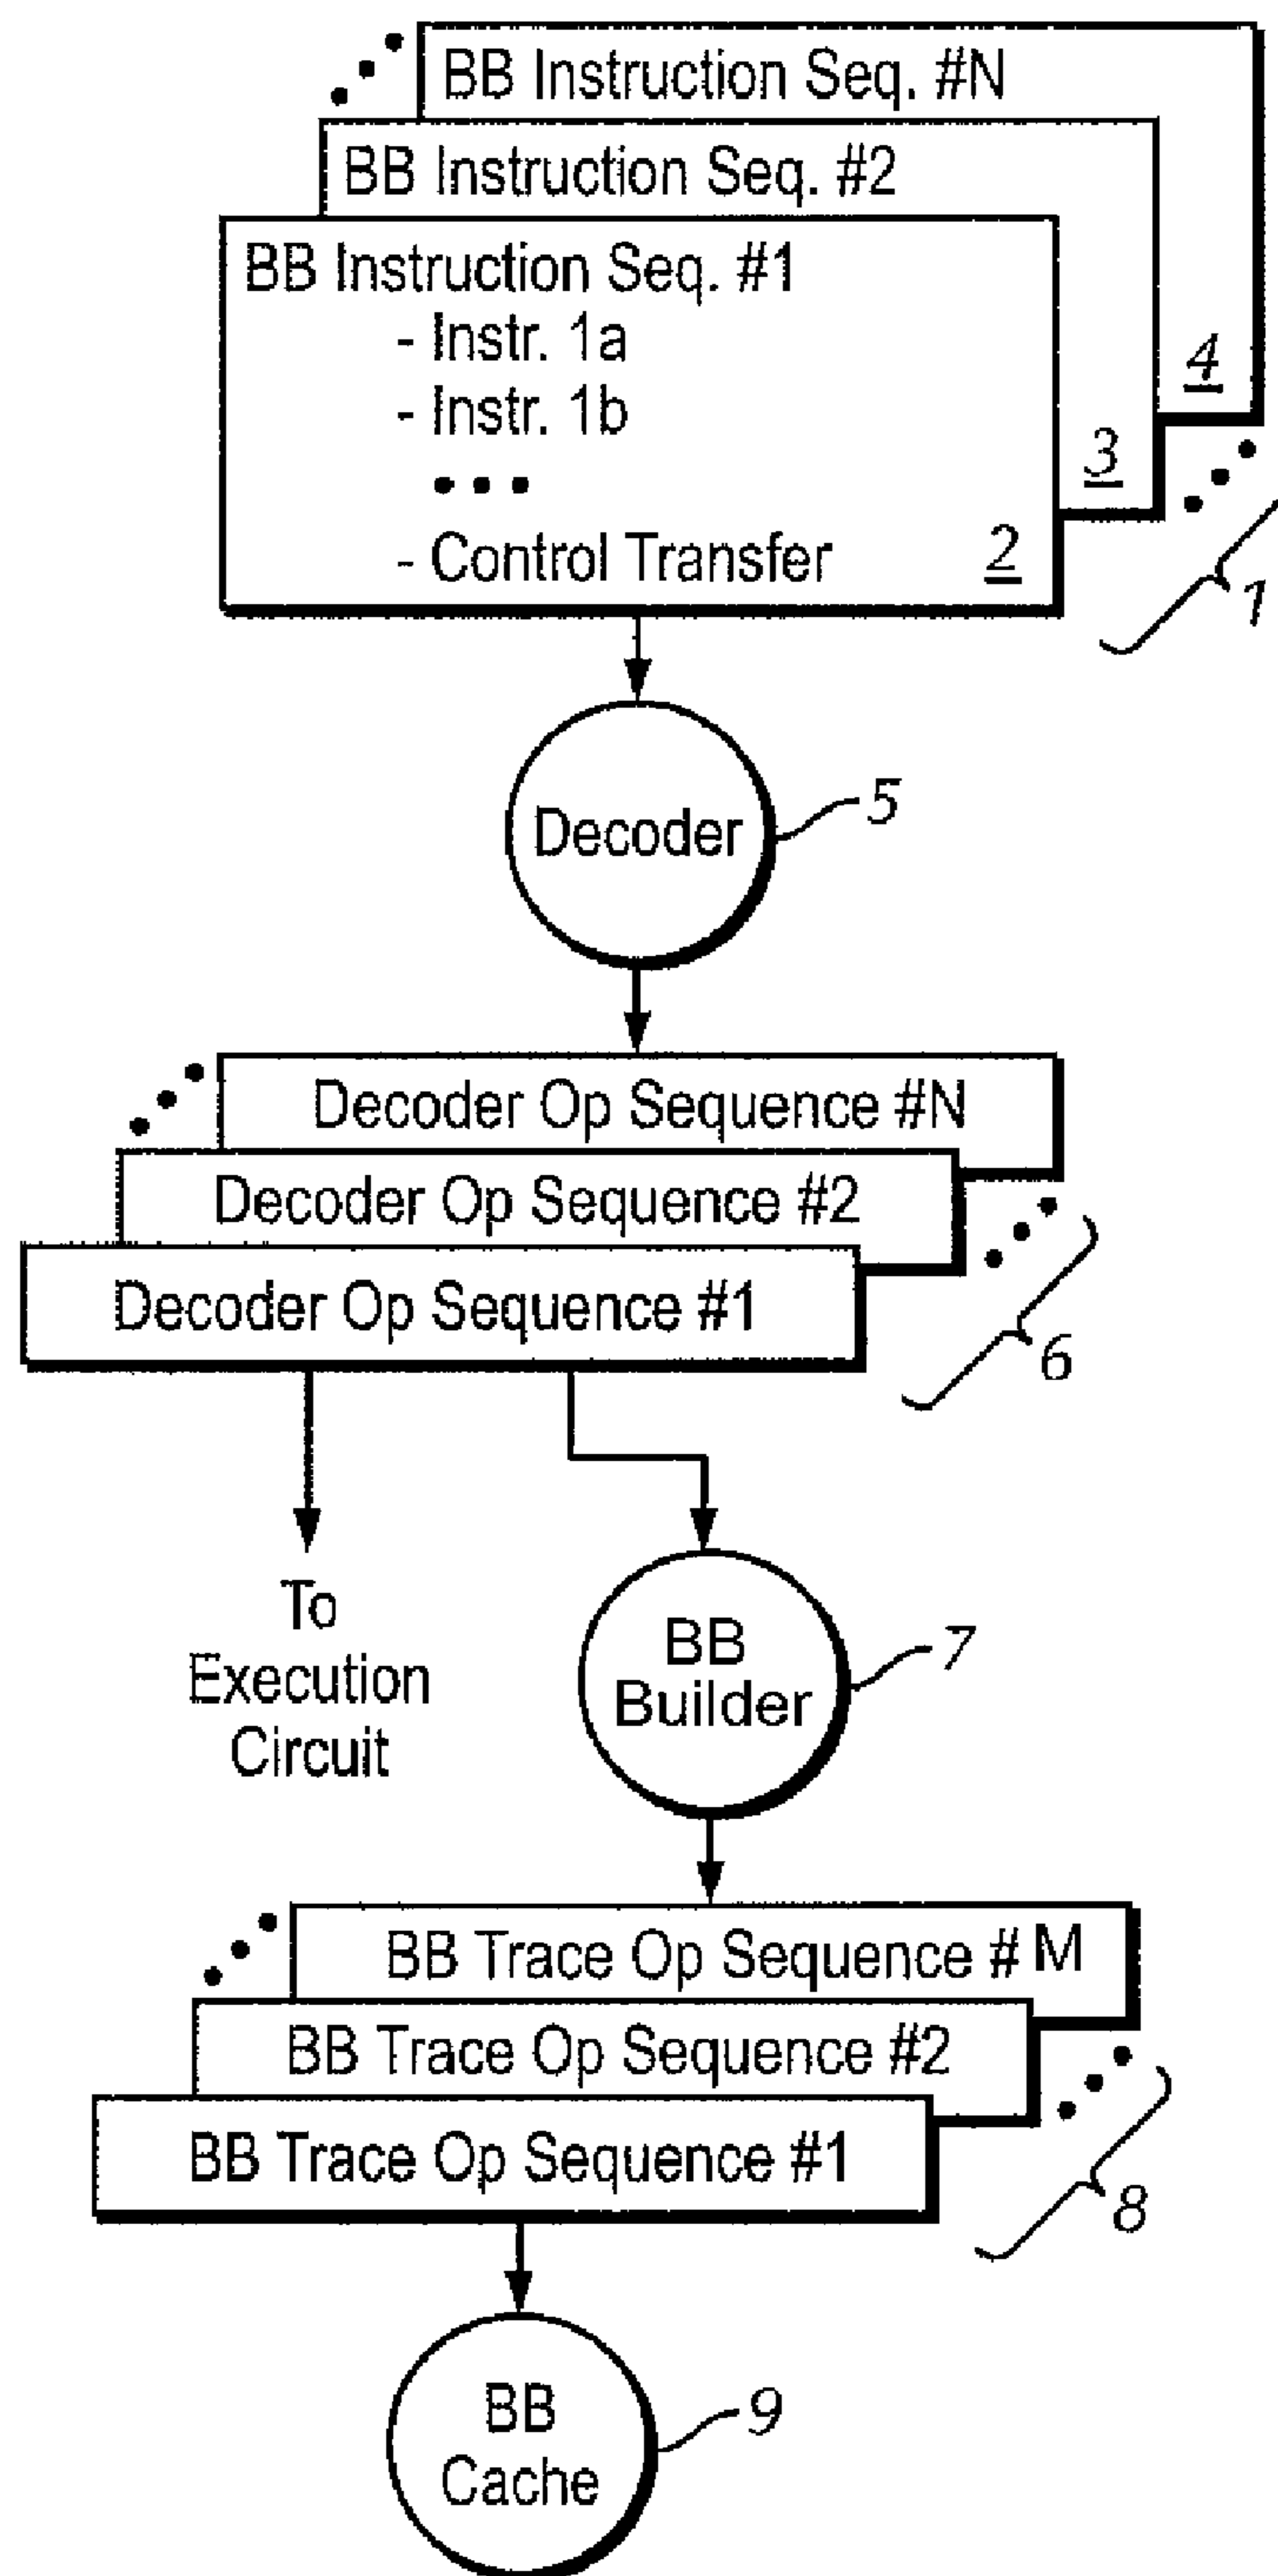 BB Instruction Seq. #N
BB Instruction Seq. #2
BB Instruction Seq. #1
- Instr. 1a
- Instr. 1b
• • •
- Control Transfer
2
3
4
1
Decoder
5
Decoder Op Sequence #N
Decoder Op Sequence #2
Decoder Op Sequence #1
6
To
Execution
Circuit
BB
Builder
7
BB Trace Op Sequence # M
BB Trace Op Sequence #2
BB Trace Op Sequence #1
8
BB
Cache
9